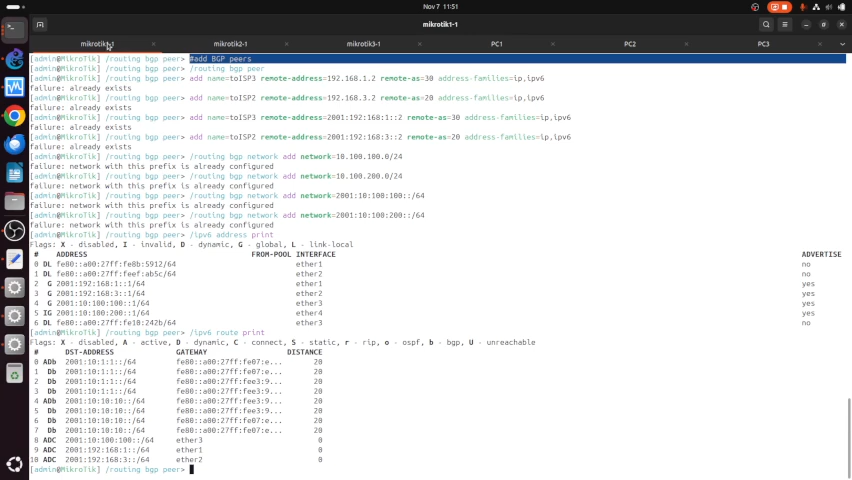 Nov 7 11:51
mikrotik1-1
mikrotik1-1 × mikrotik2-1 × mikrotik3-1 × PC1 × PC2 × PC3 ×
[admin@MikroTik] /routing bgp peer> #add BGP peers
[admin@MikroTik] /routing bgp peer> /routing bgp peer
[admin@MikroTik] /routing bgp peer> add name=toISP3 remote-address=192.168.1.2 remote-as=30 address-families=ip,ipv6
failure: already exists
[admin@MikroTik] /routing bgp peer> add name=toISP2 remote-address=192.168.3.2 remote-as=20 address-families=ip,ipv6
failure: already exists
[admin@MikroTik] /routing bgp peer> add name=toISP3 remote-address=2001:192:168:1::2 remote-as=30 address-families=ip,ipv6
failure: already exists
[admin@MikroTik] /routing bgp peer> add name=toISP2 remote-address=2001:192:168:3::2 remote-as=20 address-families=ip,ipv6
failure: already exists
[admin@MikroTik] /routing bgp peer> /routing bgp network add network=10.100.100.0/24
failure: network with this prefix is already configured
[admin@MikroTik] /routing bgp peer> /routing bgp network add network=10.100.200.0/24
failure: network with this prefix is already configured
[admin@MikroTik] /routing bgp peer> /routing bgp network add network=2001:10:100:100::/64
failure: network with this prefix is already configured
[admin@MikroTik] /routing bgp peer> /routing bgp network add network=2001:10:100:200::/64
failure: network with this prefix is already configured
[admin@MikroTik] /routing bgp peer> /ipv6 address print
Flags: X - disabled, I - invalid, D - dynamic, G - global, L - link-local
# ADDRESS FROM-POOL INTERFACE ADVERTISE
0 DL fe80::a00:27ff:fe8b:5912/64 ether1 no
1 DL fe80::a00:27ff:feef:ab5c/64 ether2 no
2 G 2001:192:168:1::1/64 ether1 yes
3 G 2001:192:168:3::1/64 ether2 yes
4 G 2001:10:100:100::1/64 ether3 yes
5 IG 2001:10:100:200::1/64 ether4 yes
6 DL fe80::a00:27ff:fe10:242b/64 ether3 no
[admin@MikroTik] /routing bgp peer> /ipv6 route print
Flags: X - disabled, A - active, D - dynamic, C - connect, S - static, r - rip, o - ospf, b - bgp, U - unreachable
# DST-ADDRESS GATEWAY DISTANCE
0 ADb 2001:10:1:1::/64 fe80::a00:27ff:fe07:e... 20
1 Db 2001:10:1:1::/64 fe80::a00:27ff:fe07:e... 20
2 Db 2001:10:1:1::/64 fe80::a00:27ff:fee3:9... 20
3 Db 2001:10:1:1::/64 fe80::a00:27ff:fee3:9... 20
4 ADb 2001:10:10:10::/64 fe80::a00:27ff:fee3:9... 20
5 Db 2001:10:10:10::/64 fe80::a00:27ff:fee3:9... 20
6 Db 2001:10:10:10::/64 fe80::a00:27ff:fe07:e... 20
7 Db 2001:10:10:10::/64 fe80::a00:27ff:fe07:e... 20
8 ADC 2001:10:100:100::/64 ether3 0
9 ADC 2001:192:168:1::/64 ether1 0
10 ADC 2001:192:168:3::/64 ether2 0
[admin@MikroTik] /routing bgp peer>